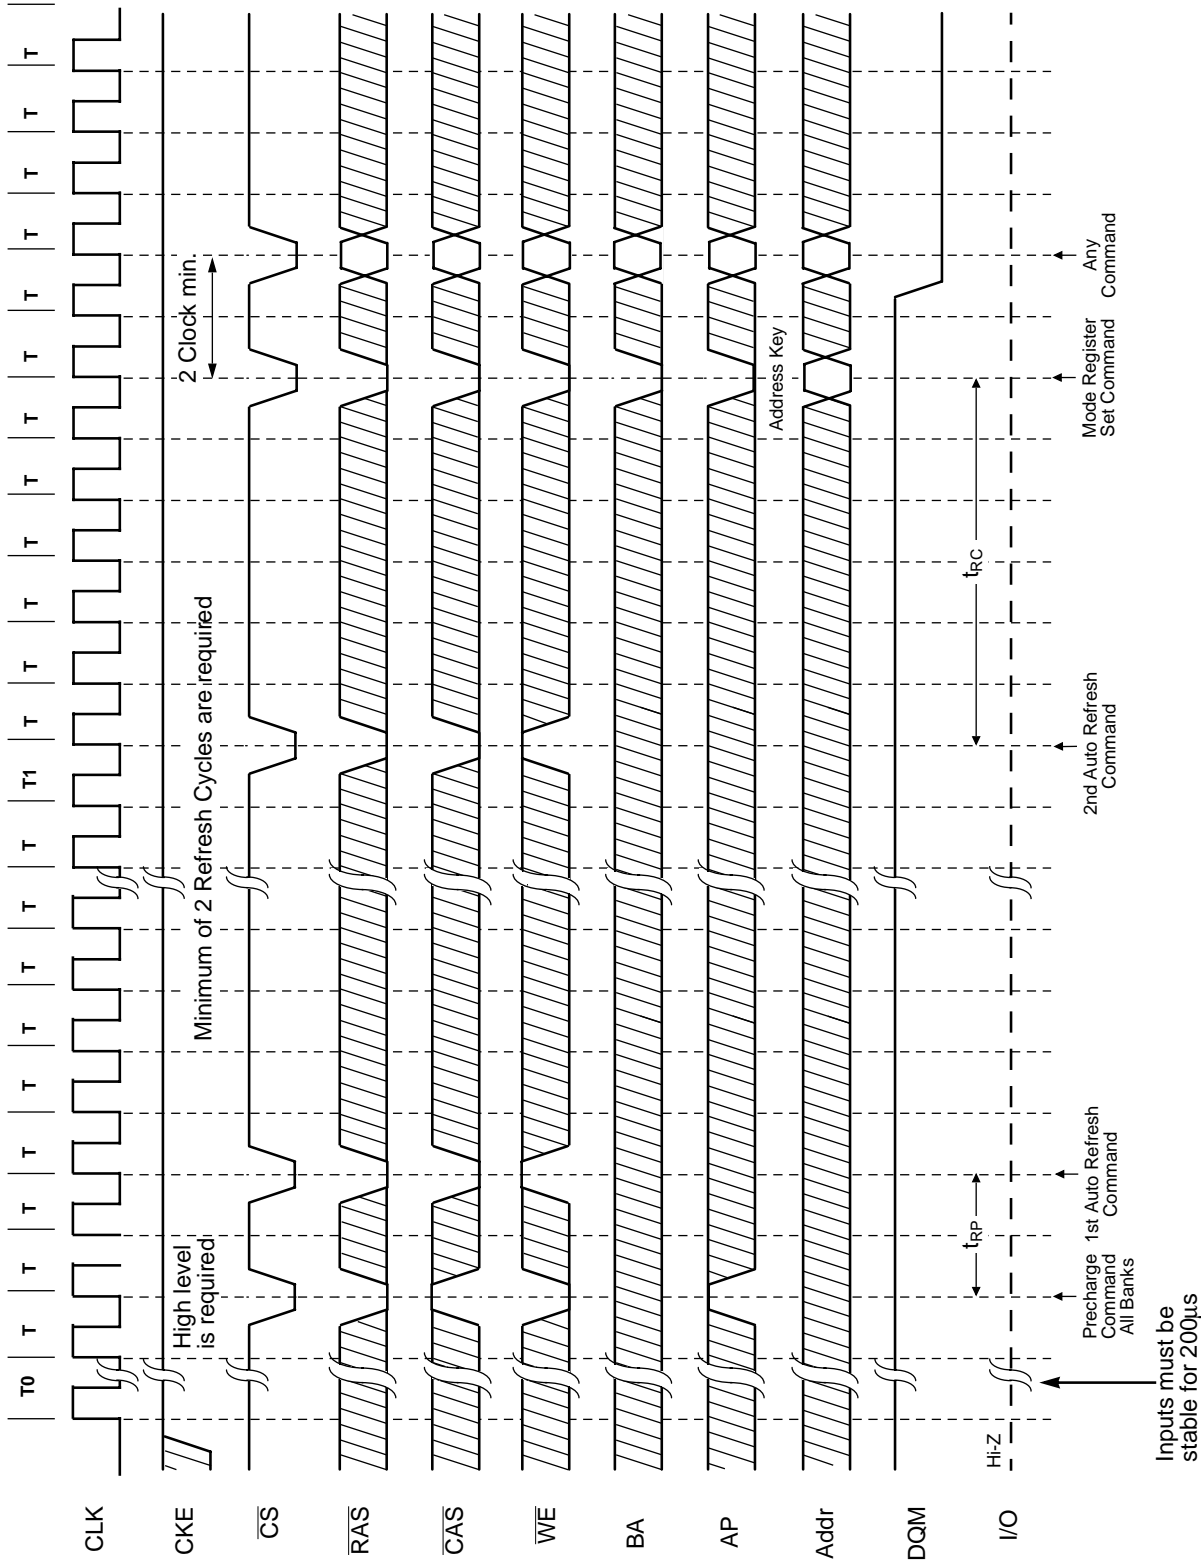 T0 T T T T T T T T T T1 T T T T T T T T T T T T
CLK
CKE
High level
is required
Minimum of 2 Refresh Cycles are required
2 Clock min.
CS
RAS
CAS
WE
BA
AP
Address Key
Addr
DQM
tRP
tRC
I/O
Hi-Z
Precharge
Command
All Banks
1st Auto Refresh
Command
2nd Auto Refresh
Command
Mode Register
Set Command
Any
Command
Inputs must be
stable for 200µs